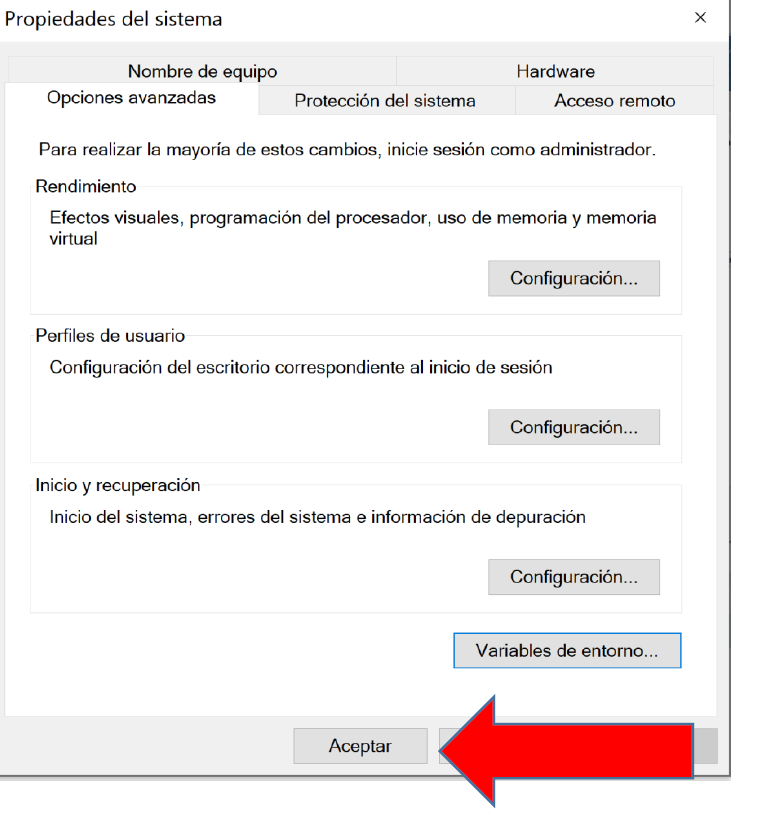 Propiedades del sistema
Nombre de equipo
Hardware
Opciones avanzadas
Protección del sistema
Acceso remoto
Para realizar la mayoría de estos cambios, inicie sesión como administrador.
Rendimiento
Efectos visuales, programación del procesador, uso de memoria y memoria
virtual
Configuración...
Perfiles de usuario
Configuración del escritorio correspondiente al inicio de sesión
Configuración...
Inicio y recuperación
Inicio del sistema, errores del sistema e información de depuración
Configuración...
Variables de entorno...
Aceptar